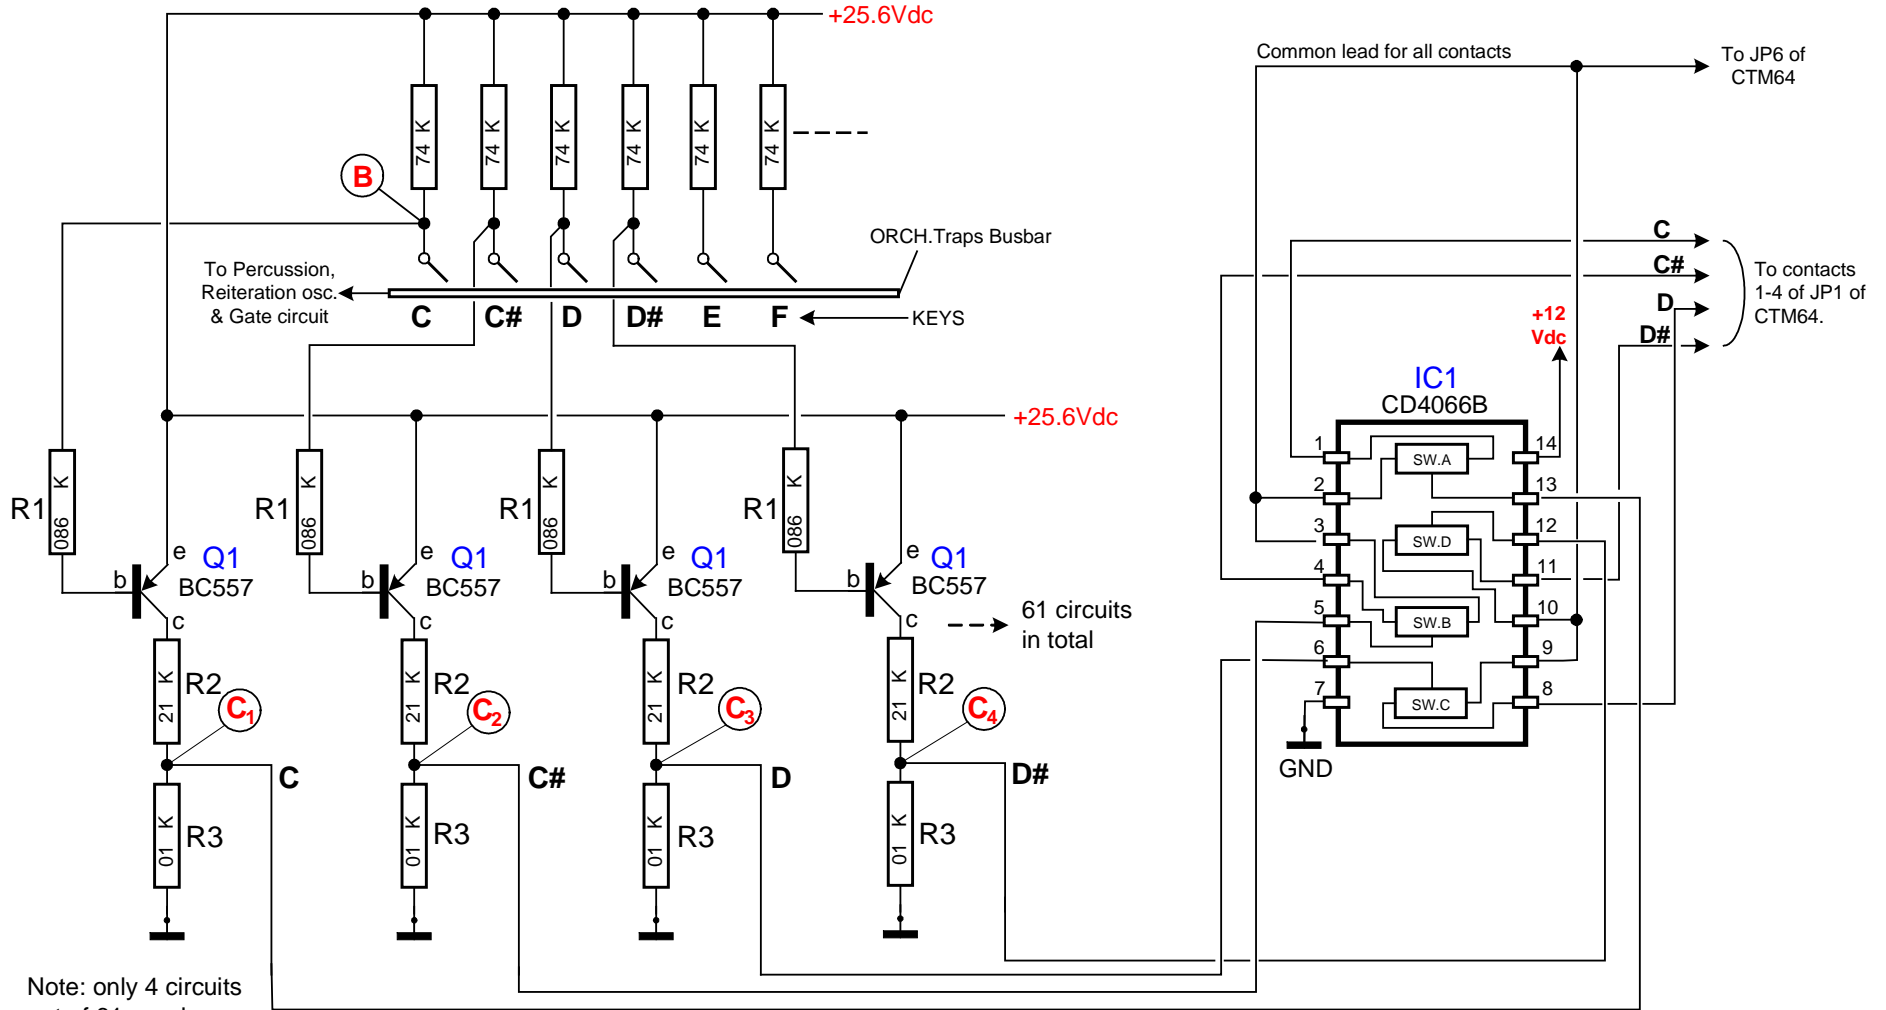 +25.6Vdc
Common lead for all contacts
To JP6 of
CTM64
74 K
74 K
74 K
74 K
74 K
74 K
B
ORCH.Traps Busbar
To Percussion,
Reiteration osc.
& Gate circuit
C
C#
D
D#
E
F
KEYS
C
C#
D
D#
To contacts
1-4 of JP1 of
CTM64.
+12
Vdc
+25.6Vdc
IC1
CD4066B
1
2
3
4
5
6
7
14
13
12
11
10
9
8
SW.A
SW.D
SW.B
SW.C
GND
R1
086 K
R1
086 K
R1
086 K
R1
086 K
e
b
c
Q1
BC557
e
b
c
Q1
BC557
e
b
c
Q1
BC557
e
b
c
Q1
BC557
61 circuits
in total
21 K
R2
21 K
R2
21 K
R2
21 K
R2
C1
C2
C3
C4
C
C#
D
D#
01 K
R3
01 K
R3
01 K
R3
01 K
R3
Note: only 4 circuits